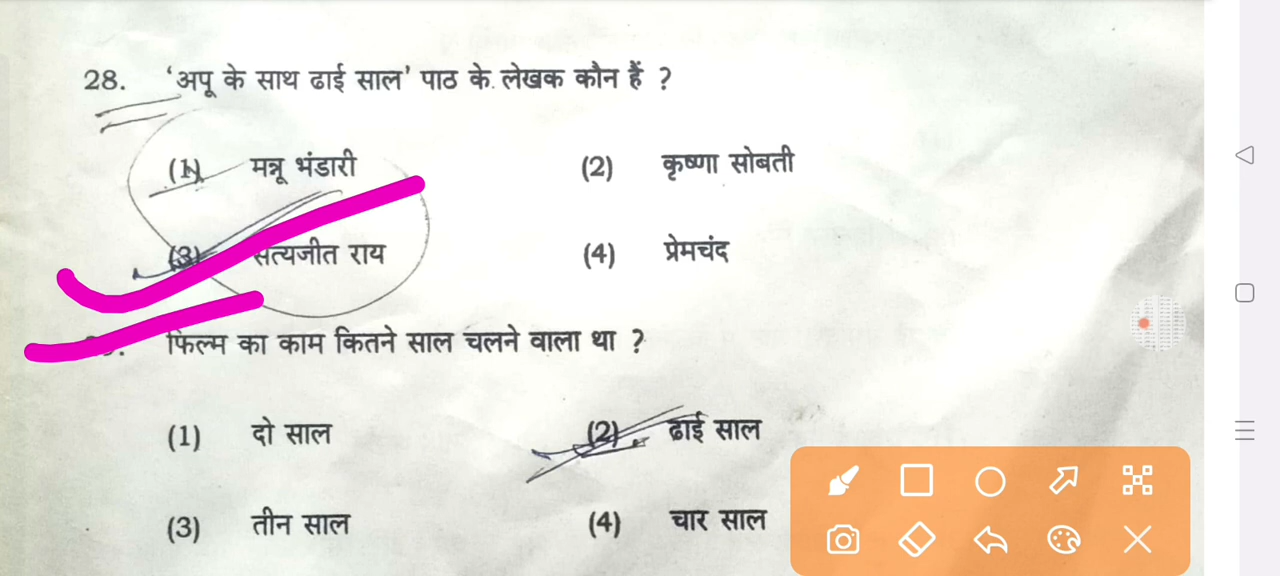 28. 'अपू के साथ ढाई साल' पाठ के लेखक कौन हैं ?
(1) मन्नू भंडारी (2) कृष्णा सोबती
(3) सत्यजीत राय (4) प्रेमचंद
फिल्म का काम कितने साल चलने वाला था ?
(1) दो साल (2) ढाई साल
(3) तीन साल (4) चार साल